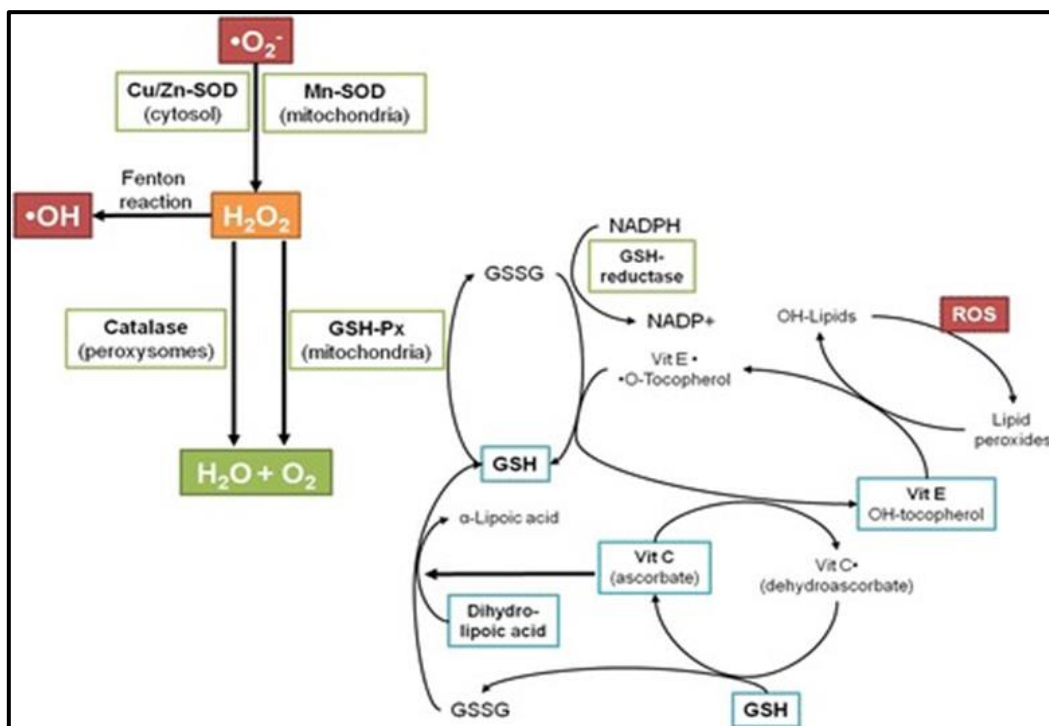 •O₂⁻
Cu/Zn-SOD
(cytosol)
Mn-SOD
(mitochondria)
Fenton
reaction
•OH
H₂O₂
Catalase
(peroxysomes)
GSH-Px
(mitochondria)
H₂O + O₂
NADPH
GSH-
reductase
GSSG
NADP+
OH-Lipids
ROS
Vit E •
•O-Tocopherol
Lipid
peroxides
GSH
Vit E
OH-tocopherol
α-Lipoic acid
Vit C
(ascorbate)
Vit C•
(dehydroascorbate)
Dihydro-
lipoic acid
GSSG
GSH